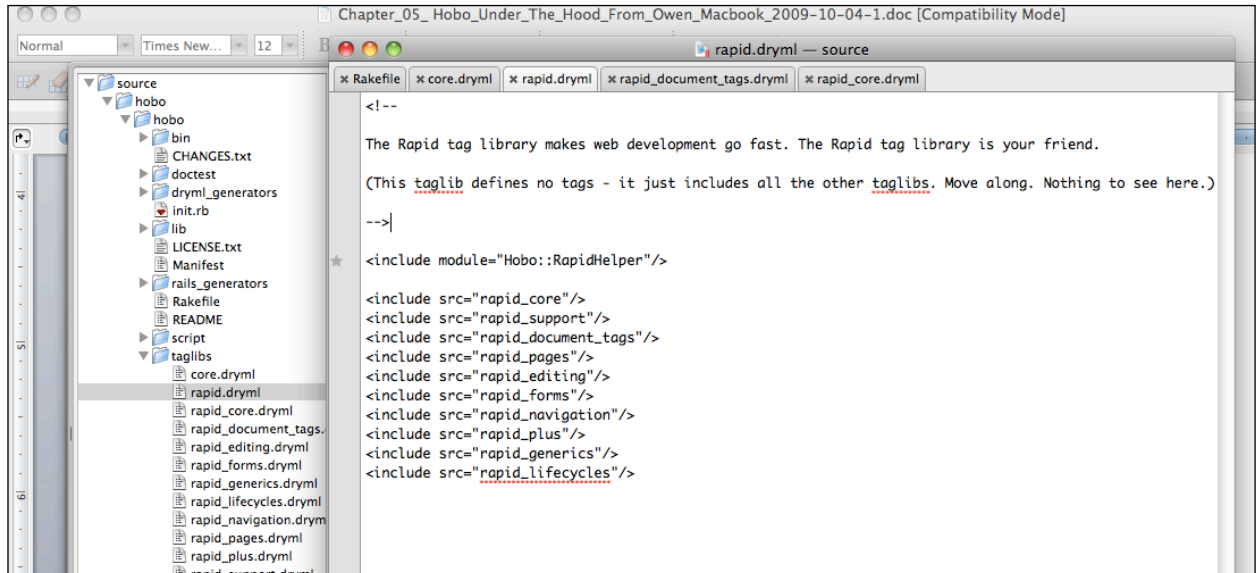 Chapter_05_ Hobo_Under_The_Hood_From_Owen_Macbook_2009-10-04-1.doc [Compatibility Mode]
Normal
Times New...
12
B
rapid.dryml — source
Rakefile
core.dryml
rapid.dryml
rapid_document_tags.dryml
rapid_core.dryml
source
hobo
hobo
bin
CHANGES.txt
doctest
dryml_generators
init.rb
lib
LICENSE.txt
Manifest
rails_generators
Rakefile
README
script
taglibs
core.dryml
rapid.dryml
rapid_core.dryml
rapid_document_tags.
rapid_editing.dryml
rapid_forms.dryml
rapid_generics.dryml
rapid_lifecycles.dryml
rapid_navigation.drym
rapid_pages.dryml
rapid_plus.dryml
<!--
The Rapid tag library makes web development go fast. The Rapid tag library is your friend.
(This taglib defines no tags - it just includes all the other taglibs. Move along. Nothing to see here.)
-->
<include module="Hobo::RapidHelper"/>
<include src="rapid_core"/>
<include src="rapid_support"/>
<include src="rapid_document_tags"/>
<include src="rapid_pages"/>
<include src="rapid_editing"/>
<include src="rapid_forms"/>
<include src="rapid_navigation"/>
<include src="rapid_plus"/>
<include src="rapid_generics"/>
<include src="rapid_lifecycles"/>
4
5
6